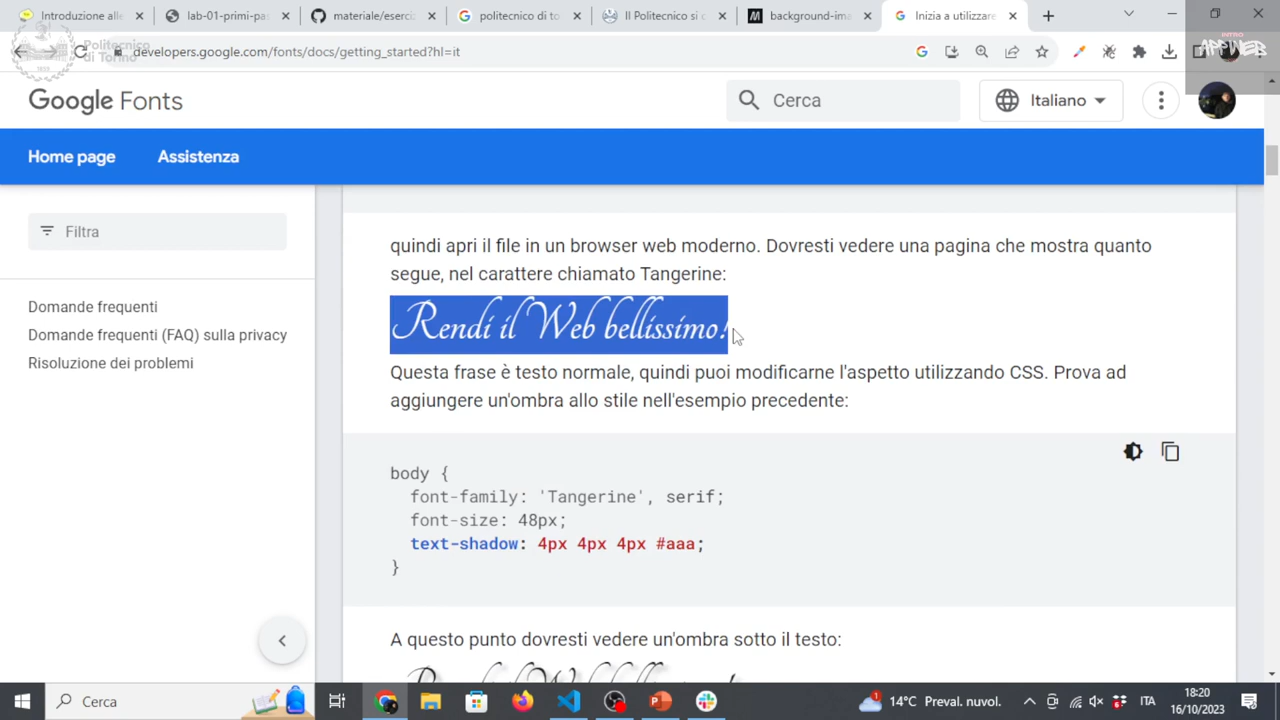 Introduzione alle
lab-01-primi-pa
materiale/eserci
politecnico di to
Il Politecnico si c
background-ima
Inizia a utilizzare
Politecnico
di Torino
developers.google.com/fonts/docs/getting_started?hl=it
INTRO
APPWEB
Google Fonts
Cerca
Italiano
Home page
Assistenza
Filtra
Domande frequenti
Domande frequenti (FAQ) sulla privacy
Risoluzione dei problemi
quindi apri il file in un browser web moderno. Dovresti vedere una pagina che mostra quanto
segue, nel carattere chiamato Tangerine:
Rendi il Web bellissimo!
Questa frase è testo normale, quindi puoi modificarne l'aspetto utilizzando CSS. Prova ad
aggiungere un'ombra allo stile nell'esempio precedente:
body {
font-family: 'Tangerine', serif;
font-size: 48px;
text-shadow: 4px 4px 4px #aaa;
}
A questo punto dovresti vedere un'ombra sotto il testo:
Cerca
1
14°C Preval. nuvol.
ITA
18:20
16/10/2023